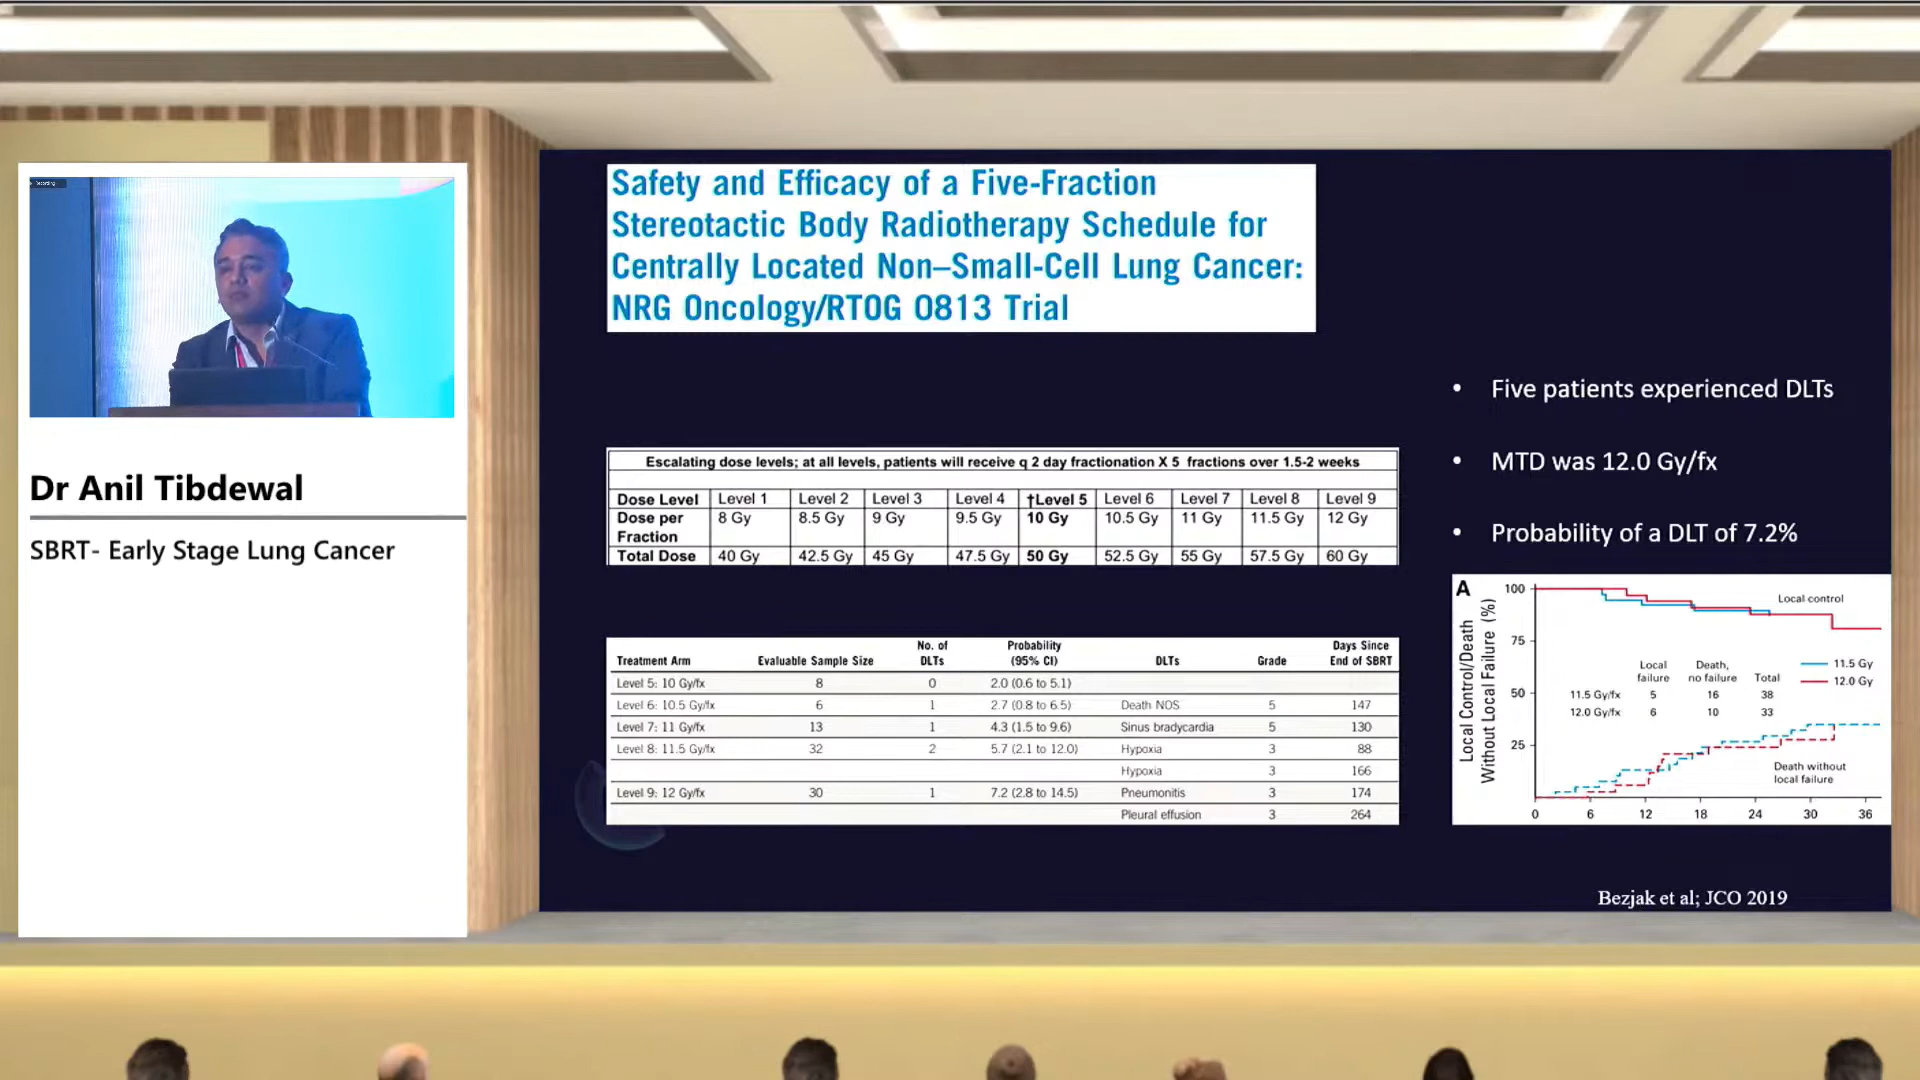 Recording
Dr Anil Tibdewal
SBRT- Early Stage Lung Cancer
Safety and Efficacy of a Five-Fraction
Stereotactic Body Radiotherapy Schedule for
Centrally Located Non–Small-Cell Lung Cancer:
NRG Oncology/RTOG 0813 Trial
Escalating dose levels; at all levels, patients will receive q 2 day fractionation X 5 fractions over 1.5-2 weeks
Dose Level Level 1 Level 2 Level 3 Level 4 †Level 5 Level 6 Level 7 Level 8 Level 9
Dose per Fraction 8 Gy 8.5 Gy 9 Gy 9.5 Gy 10 Gy 10.5 Gy 11 Gy 11.5 Gy 12 Gy
Total Dose 40 Gy 42.5 Gy 45 Gy 47.5 Gy 50 Gy 52.5 Gy 55 Gy 57.5 Gy 60 Gy
Treatment Arm Evaluable Sample Size No. of DLTs Probability (95% CI) DLTs Grade Days Since End of SBRT
Level 5: 10 Gy/fx 8 0 2.0 (0.6 to 5.1)
Level 6: 10.5 Gy/fx 6 1 2.7 (0.8 to 6.5) Death NOS 5 147
Level 7: 11 Gy/fx 13 1 4.3 (1.5 to 9.6) Sinus bradycardia 5 130
Level 8: 11.5 Gy/fx 32 2 5.7 (2.1 to 12.0) Hypoxia 3 88
Hypoxia 3 166
Level 9: 12 Gy/fx 30 1 7.2 (2.8 to 14.5) Pneumonitis 3 174
Pleural effusion 3 264
• Five patients experienced DLTs
• MTD was 12.0 Gy/fx
• Probability of a DLT of 7.2%
A
Local Control/Death
Without Local Failure (%)
100
75
50
25
Local control
Local failure Death, no failure Total
11.5 Gy/fx 5 16 38
12.0 Gy/fx 6 10 33
11.5 Gy
12.0 Gy
Death without
local failure
0 6 12 18 24 30 36
Bezjak et al; JCO 2019